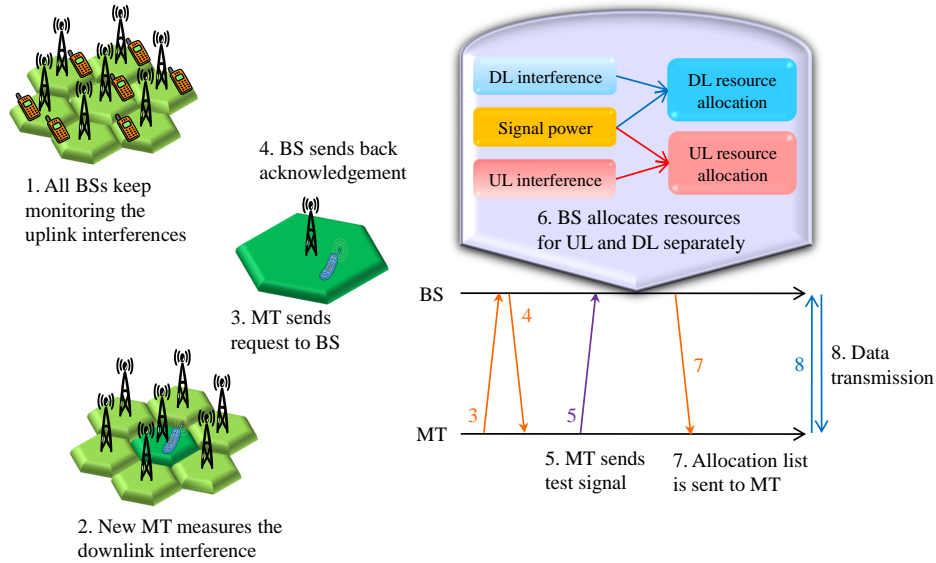 1. All BSs keep
monitoring the
uplink interferences
4. BS sends back
acknowledgement
3. MT sends
request to BS
2. New MT measures the
downlink interference
DL interference
Signal power
UL interference
DL resource
allocation
UL resource
allocation
6. BS allocates resources
for UL and DL separately
BS
MT
3
4
5
7
8
8. Data
transmission
5. MT sends
test signal
7. Allocation list
is sent to MT